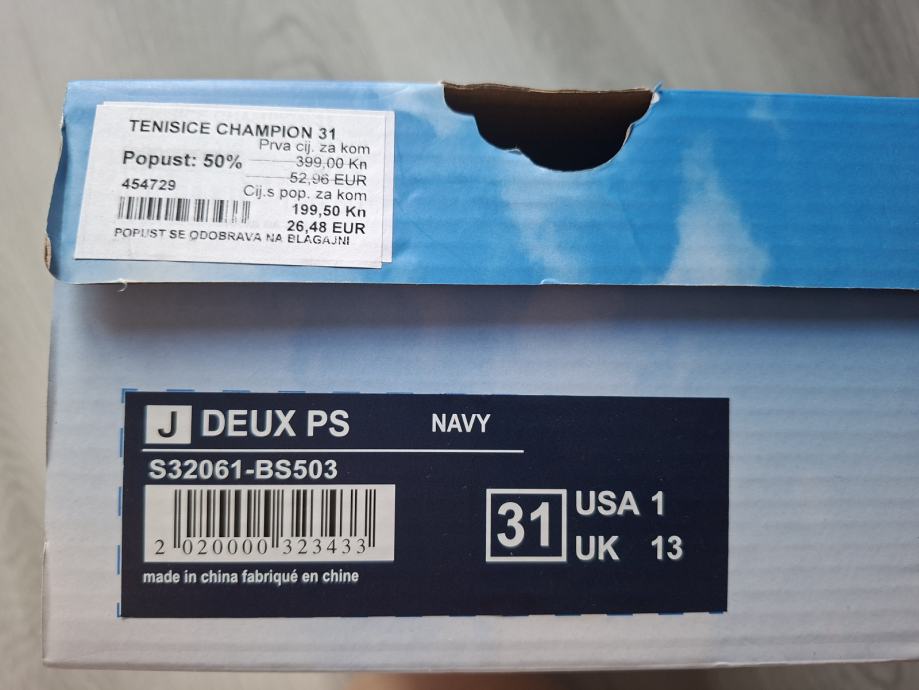 TENISICE CHAMPION 31
Prva cij. za kom
Popust: 50%
399,00 Kn
52,96 EUR
454729
Cij.s pop. za kom
199,50 Kn
26,48 EUR
POPUST SE ODOBRAVA NA BLAGAJNI
J DEUX PS NAVY
S32061-BS503
2 020000 323433
31
USA 1
UK 13
made in china fabriqué en chine